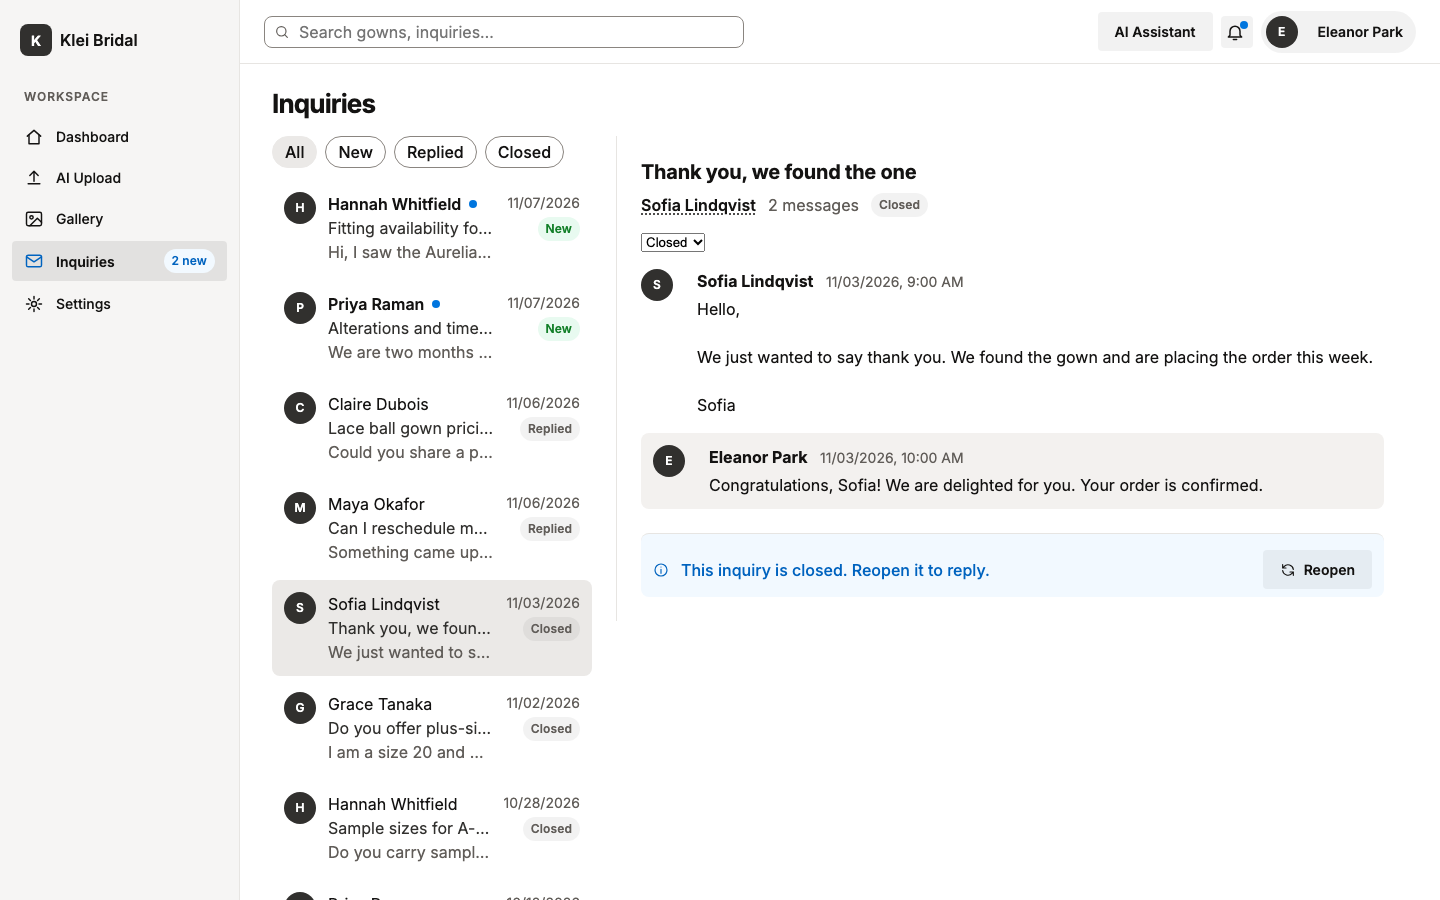 K Klei Bridal
Search gowns, inquiries...
AI Assistant
E Eleanor Park
WORKSPACE
Dashboard
AI Upload
Gallery
Inquiries 2 new
Settings
Inquiries
All New Replied Closed
H Hannah Whitfield 11/07/2026
Fitting availability fo... New
Hi, I saw the Aurelia...
P Priya Raman 11/07/2026
Alterations and time... New
We are two months ...
C Claire Dubois 11/06/2026
Lace ball gown prici... Replied
Could you share a p...
M Maya Okafor 11/06/2026
Can I reschedule m... Replied
Something came up...
S Sofia Lindqvist 11/03/2026
Thank you, we foun... Closed
We just wanted to s...
G Grace Tanaka 11/02/2026
Do you offer plus-si... Closed
I am a size 20 and ...
H Hannah Whitfield 10/28/2026
Sample sizes for A-... Closed
Do you carry sampl...
Thank you, we found the one
Sofia Lindqvist 2 messages Closed
Closed
S Sofia Lindqvist 11/03/2026, 9:00 AM
Hello,
We just wanted to say thank you. We found the gown and are placing the order this week.
Sofia
E Eleanor Park 11/03/2026, 10:00 AM
Congratulations, Sofia! We are delighted for you. Your order is confirmed.
This inquiry is closed. Reopen it to reply.
Reopen